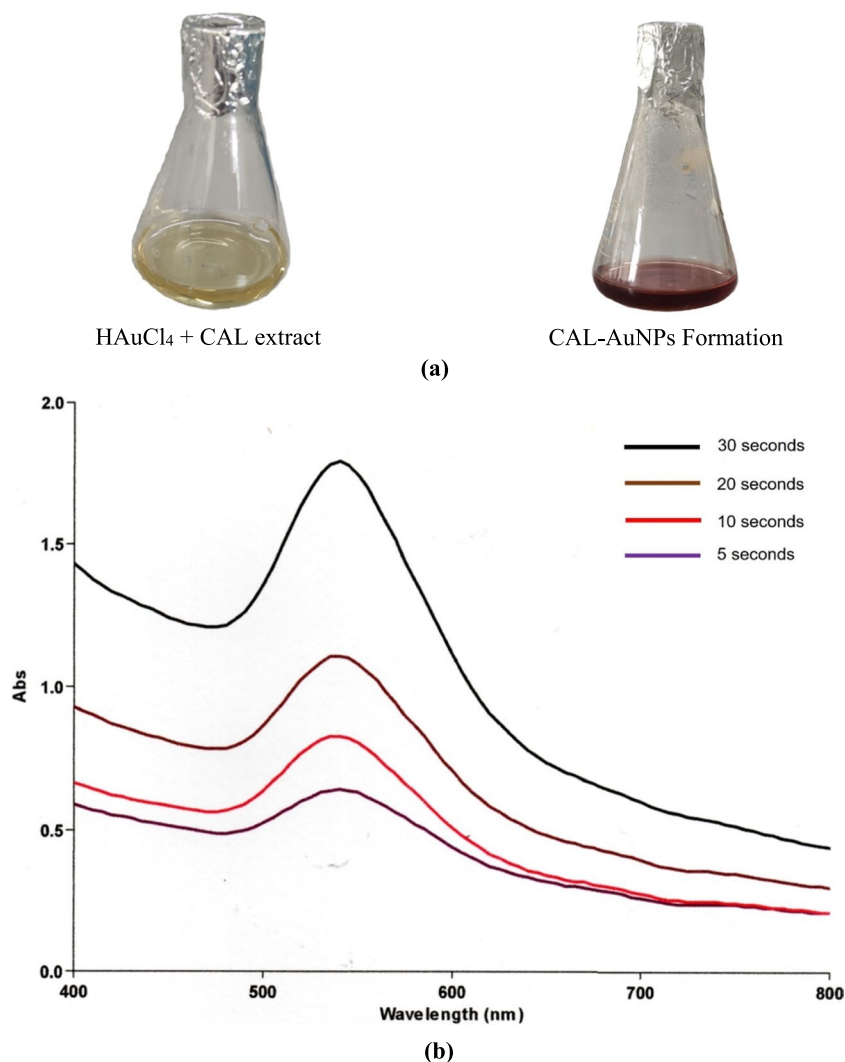 HAuCl₄ + CAL extract
CAL-AuNPs Formation
(a)
2.0
1.5
1.0
0.5
0.0
Abs
30 seconds
20 seconds
10 seconds
5 seconds
400
500
600
700
800
Wavelength (nm)
(b)